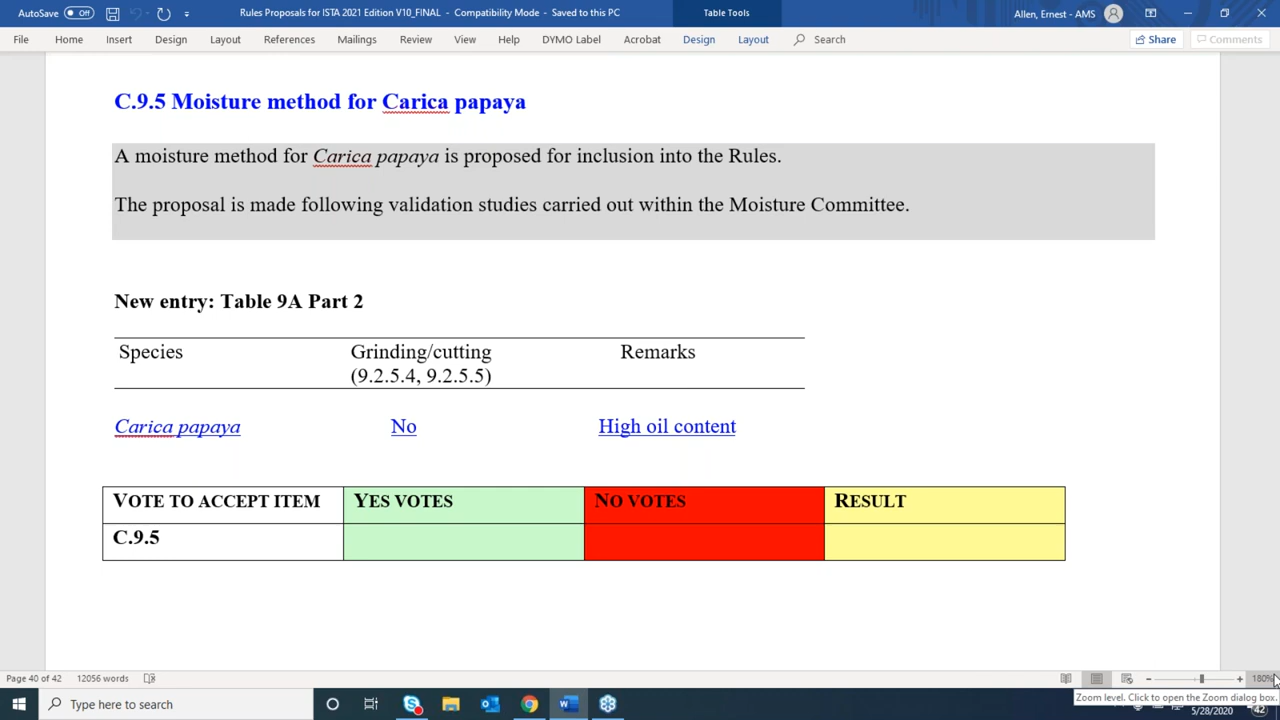 AutoSave Off Rules Proposals for ISTA 2021 Edition V10_FINAL - Compatibility Mode - Saved to this PC Table Tools Allen, Ernest - AMS
File Home Insert Design Layout References Mailings Review View Help DYMO Label Acrobat Design Layout Search Share Comments
C.9.5 Moisture method for Carica papaya
A moisture method for Carica papaya is proposed for inclusion into the Rules.
The proposal is made following validation studies carried out within the Moisture Committee.
New entry: Table 9A Part 2
Species Grinding/cutting Remarks
(9.2.5.4, 9.2.5.5)
Carica papaya No High oil content
VOTE TO ACCEPT ITEM YES VOTES NO VOTES RESULT
C.9.5
Page 40 of 42 12056 words 180%
Zoom level. Click to open the Zoom dialog box.
Type here to search 5/28/2020 42